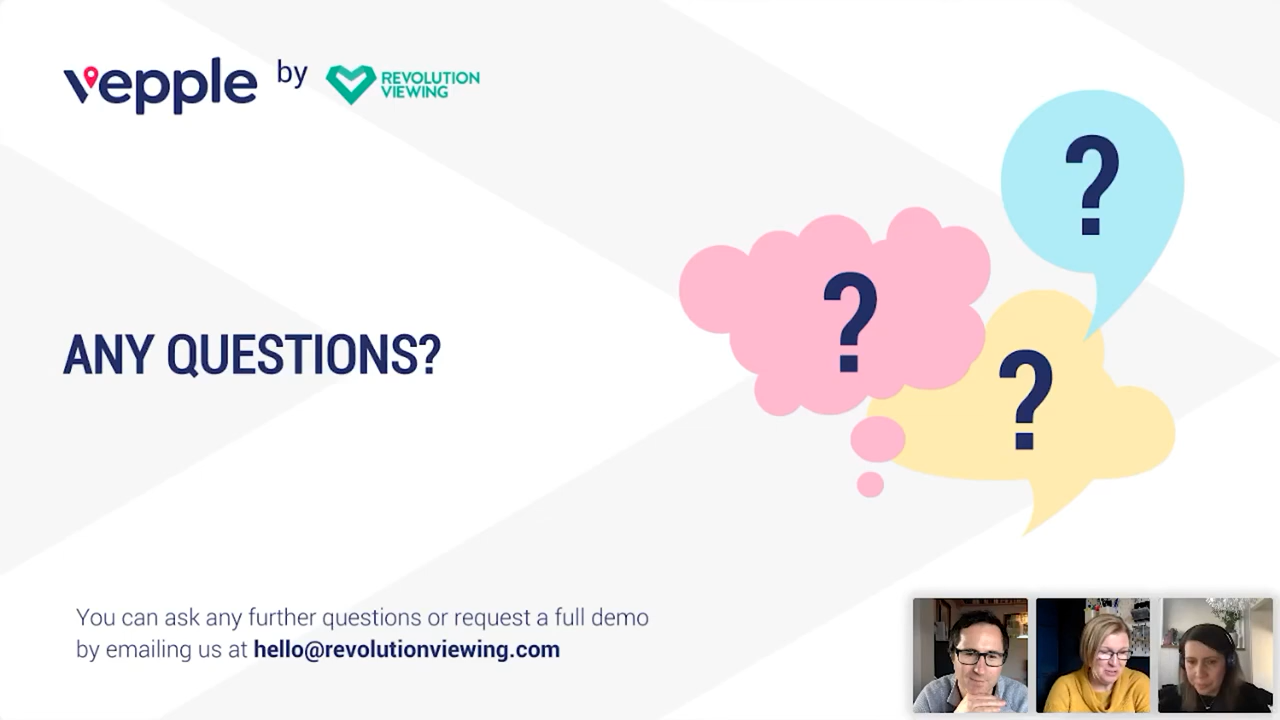 vepple by REVOLUTION
VIEWING
?
?
ANY QUESTIONS?
?
You can ask any further questions or request a full demo
by emailing us at hello@revolutionviewing.com